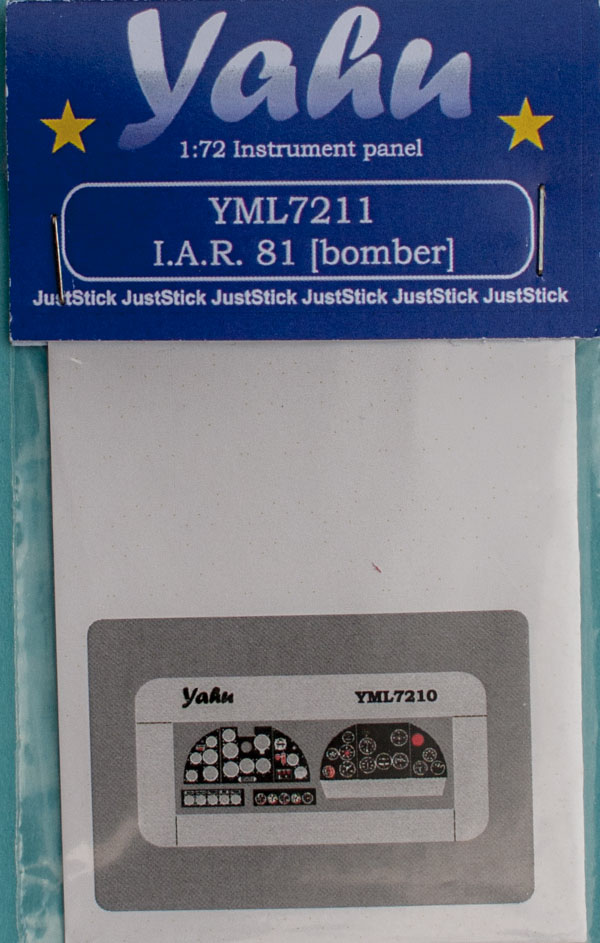 Yahu
1:72 Instrument panel
YML7211
I.A.R. 81 [bomber]
JustStick JustStick JustStick JustStick JustStick JustStick
Yahu YML7210